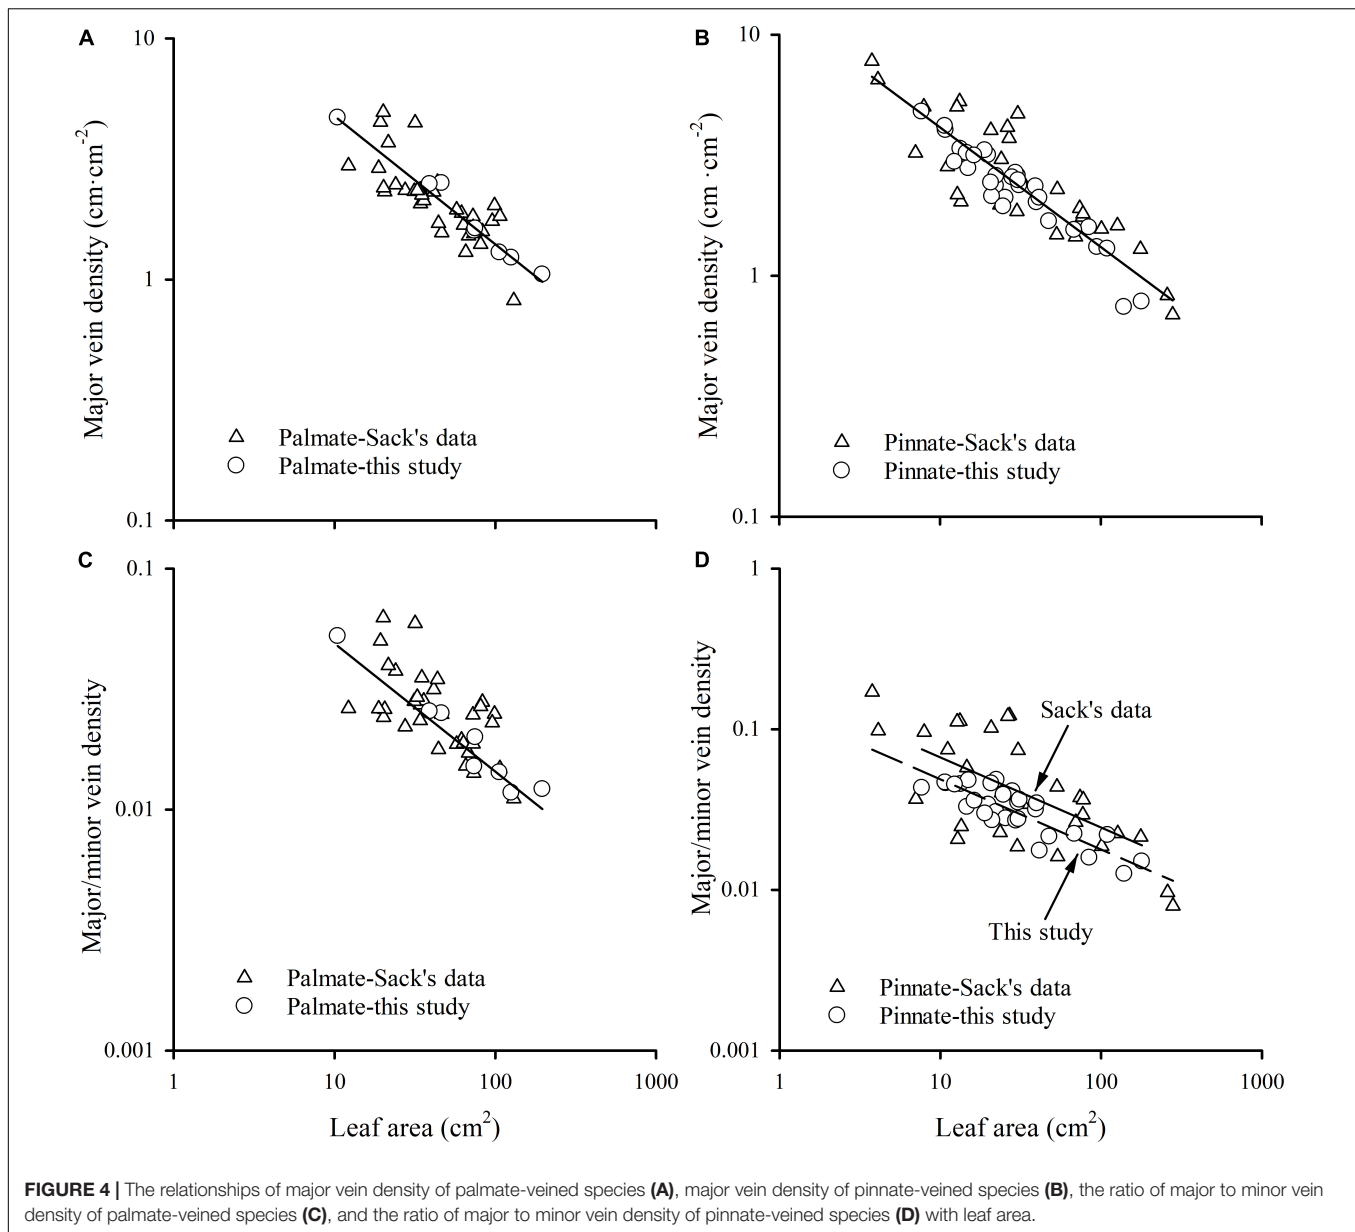 A
10
1
0.1
Major vein density (cm·cm⁻²)
Palmate-Sack's data
Palmate-this study
B
10
1
0.1
Major vein density (cm ·cm⁻²)
Pinnate-Sack's data
Pinnate-this study
C
0.1
0.01
0.001
Major/minor vein density
Palmate-Sack's data
Palmate-this study
1 10 100 1000
Leaf area (cm²)
D
1
0.1
0.01
0.001
Major/minor vein density
Sack's data
This study
Pinnate-Sack's data
Pinnate-this study
1 10 100 1000
Leaf area (cm²)
FIGURE 4 | The relationships of major vein density of palmate-veined species (A), major vein density of pinnate-veined species (B), the ratio of major to minor vein
density of palmate-veined species (C), and the ratio of major to minor vein density of pinnate-veined species (D) with leaf area.